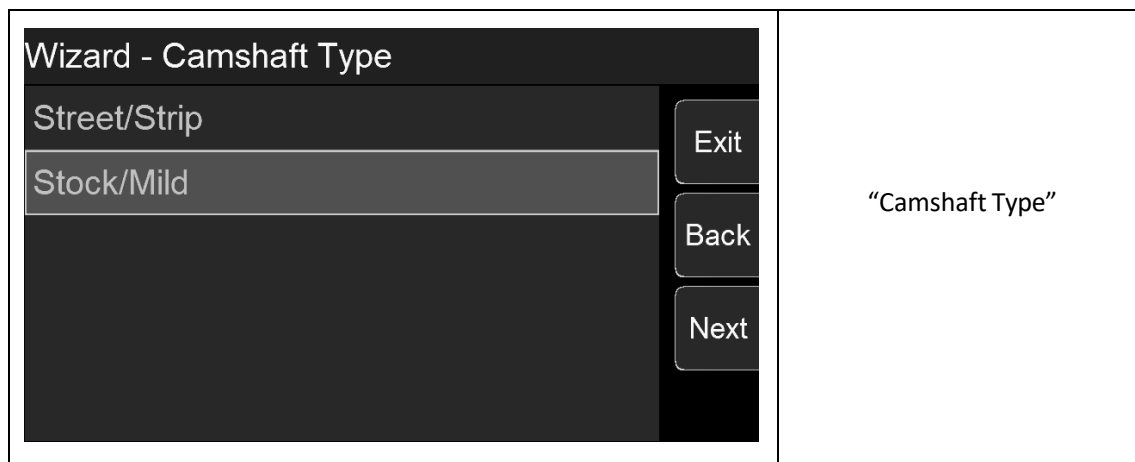 Wizard - Camshaft Type
Street/Strip
Stock/Mild
Exit
Back
Next
“Camshaft Type”